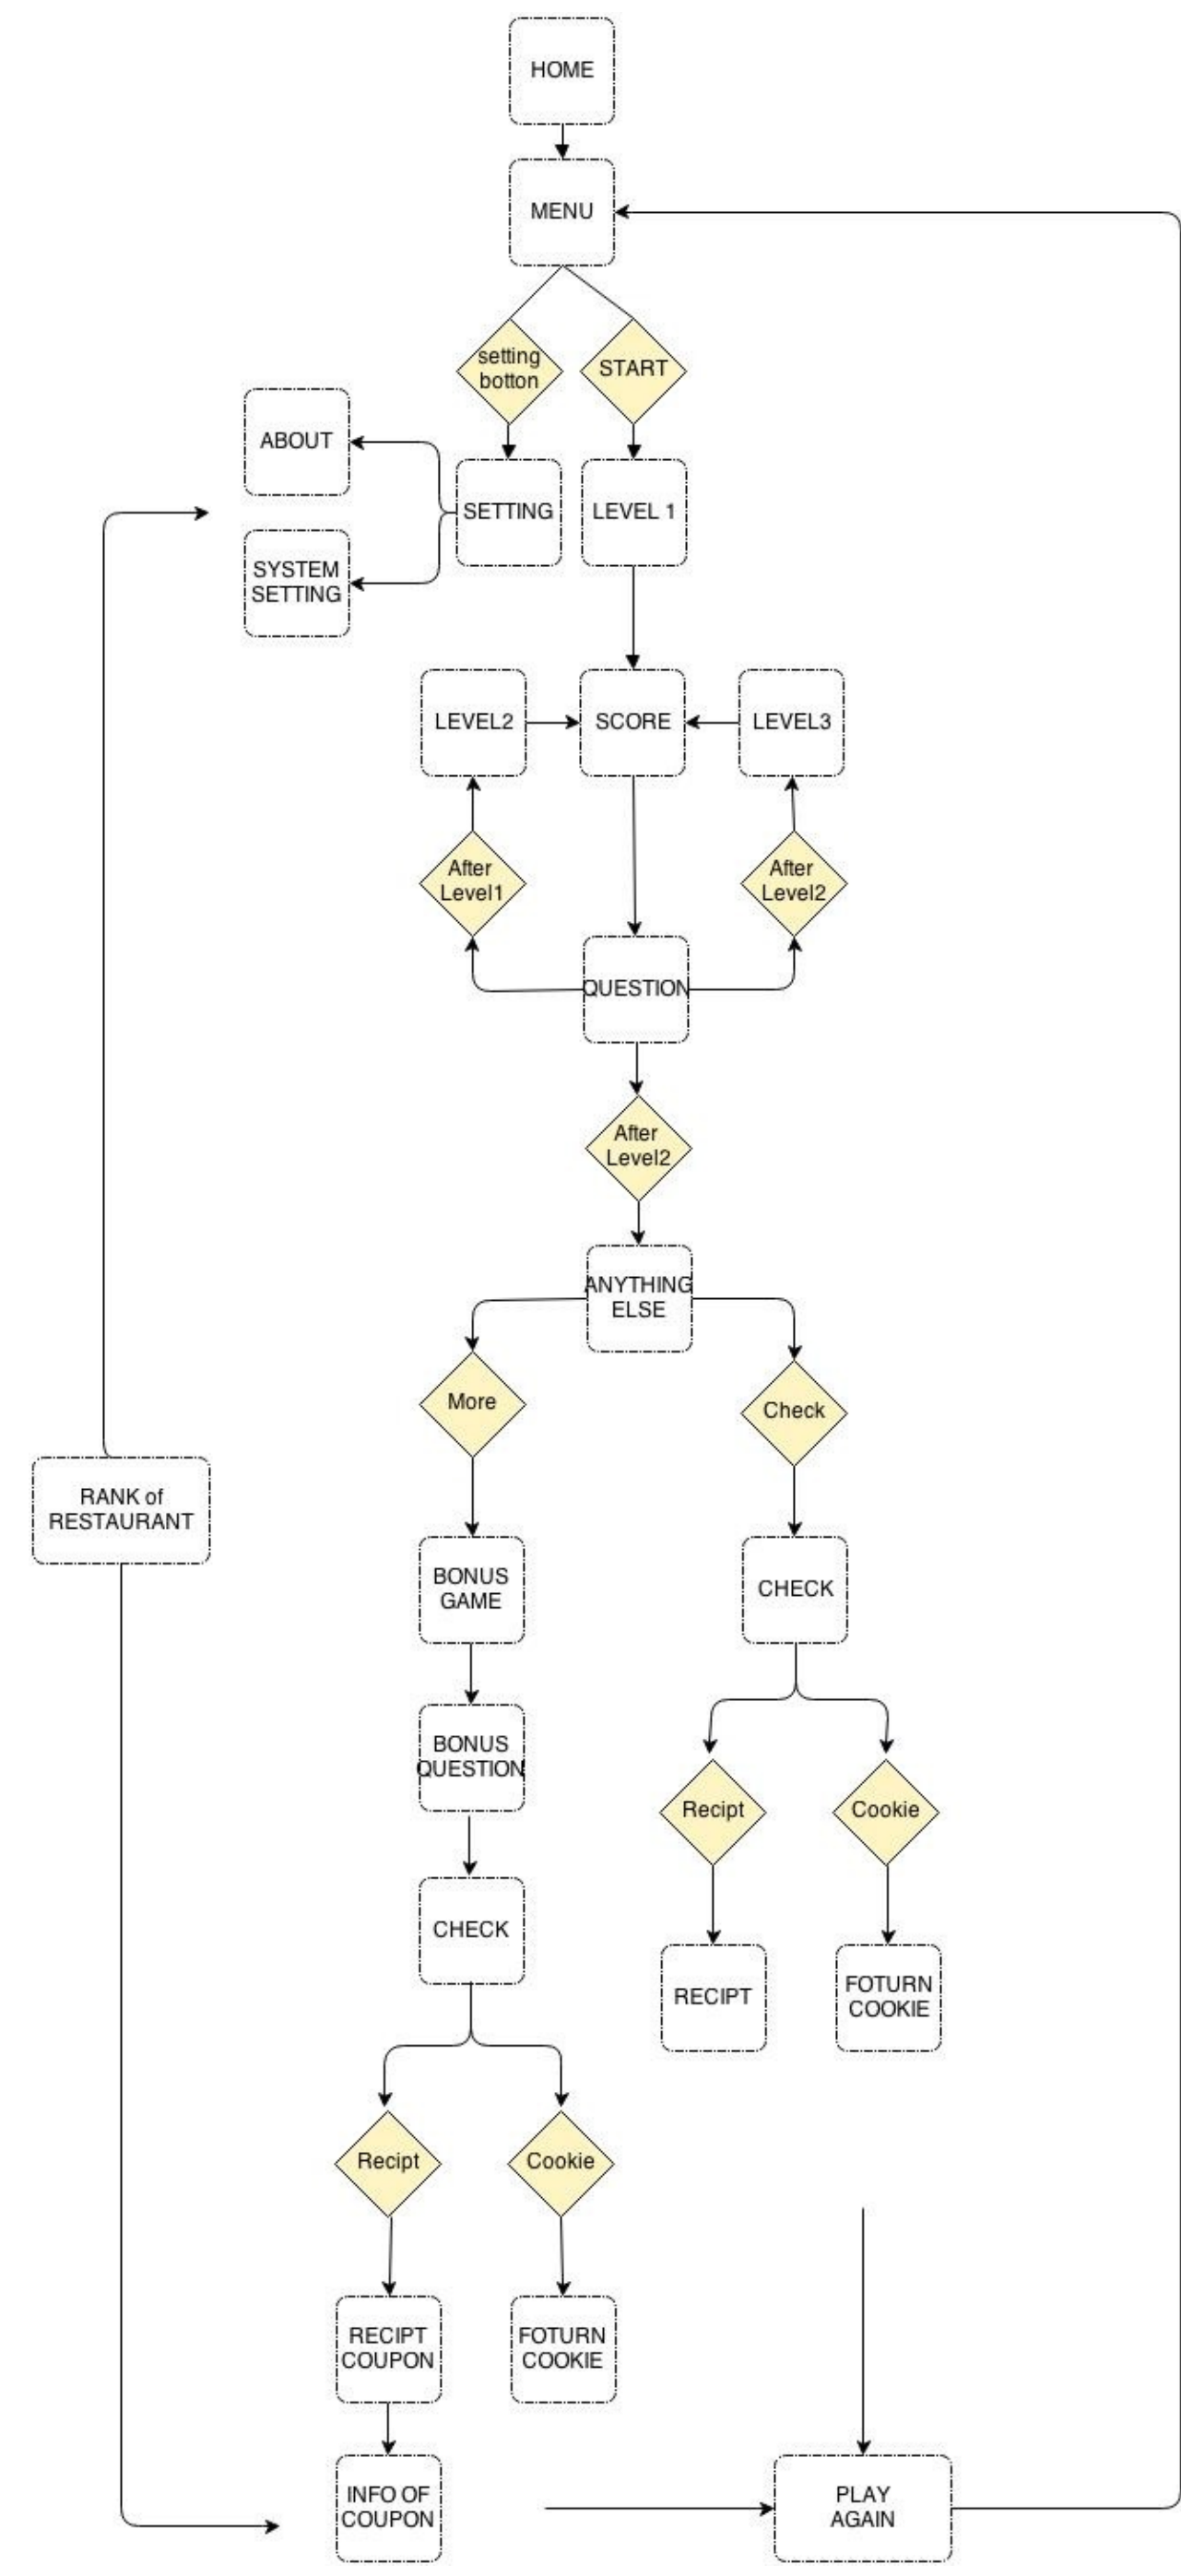 HOME
MENU
setting
botton
START
ABOUT
SETTING
LEVEL 1
SYSTEM
SETTING
LEVEL2
SCORE
LEVEL3
After
Level1
After
Level2
QUESTION
After
Level2
ANYTHING
ELSE
More
Check
RANK of
RESTAURANT
BONUS
GAME
CHECK
BONUS
QUESTION
Recipt
Cookie
CHECK
RECIPT
FOTURN
COOKIE
Recipt
Cookie
RECIPT
COUPON
FOTURN
COOKIE
INFO OF
COUPON
PLAY
AGAIN